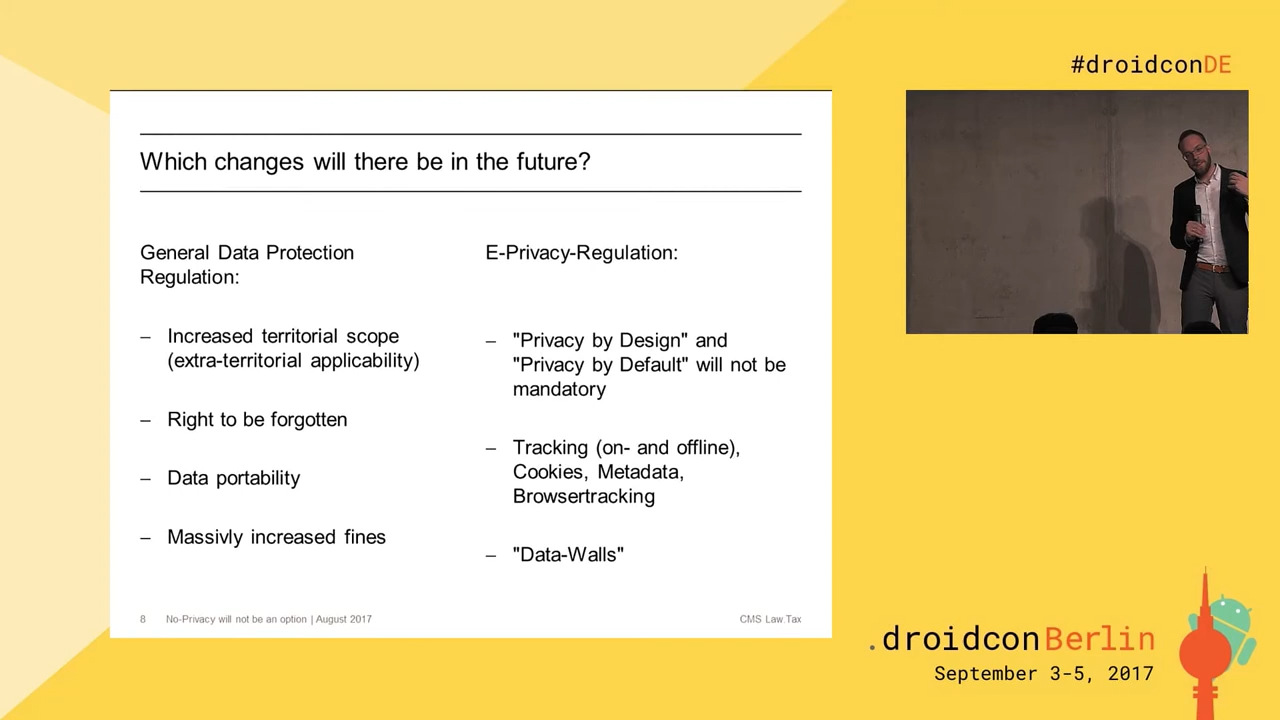 #droidconDE
Which changes will there be in the future?
General Data Protection
Regulation:
– Increased territorial scope
(extra-territorial applicability)
– Right to be forgotten
– Data portability
– Massivly increased fines
E-Privacy-Regulation:
– "Privacy by Design" and
"Privacy by Default" will not be
mandatory
– Tracking (on- and offline),
Cookies, Metadata,
Browsertracking
– "Data-Walls"
8 No-Privacy will not be an option | August 2017
CMS Law.Tax
.droidconBerlin
September 3-5, 2017